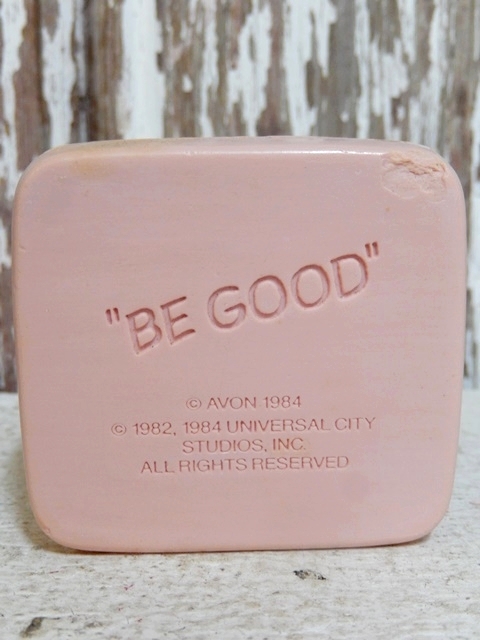 "BE GOOD"
© AVON 1984
© 1982, 1984 UNIVERSAL CITY
STUDIOS, INC.
ALL RIGHTS RESERVED